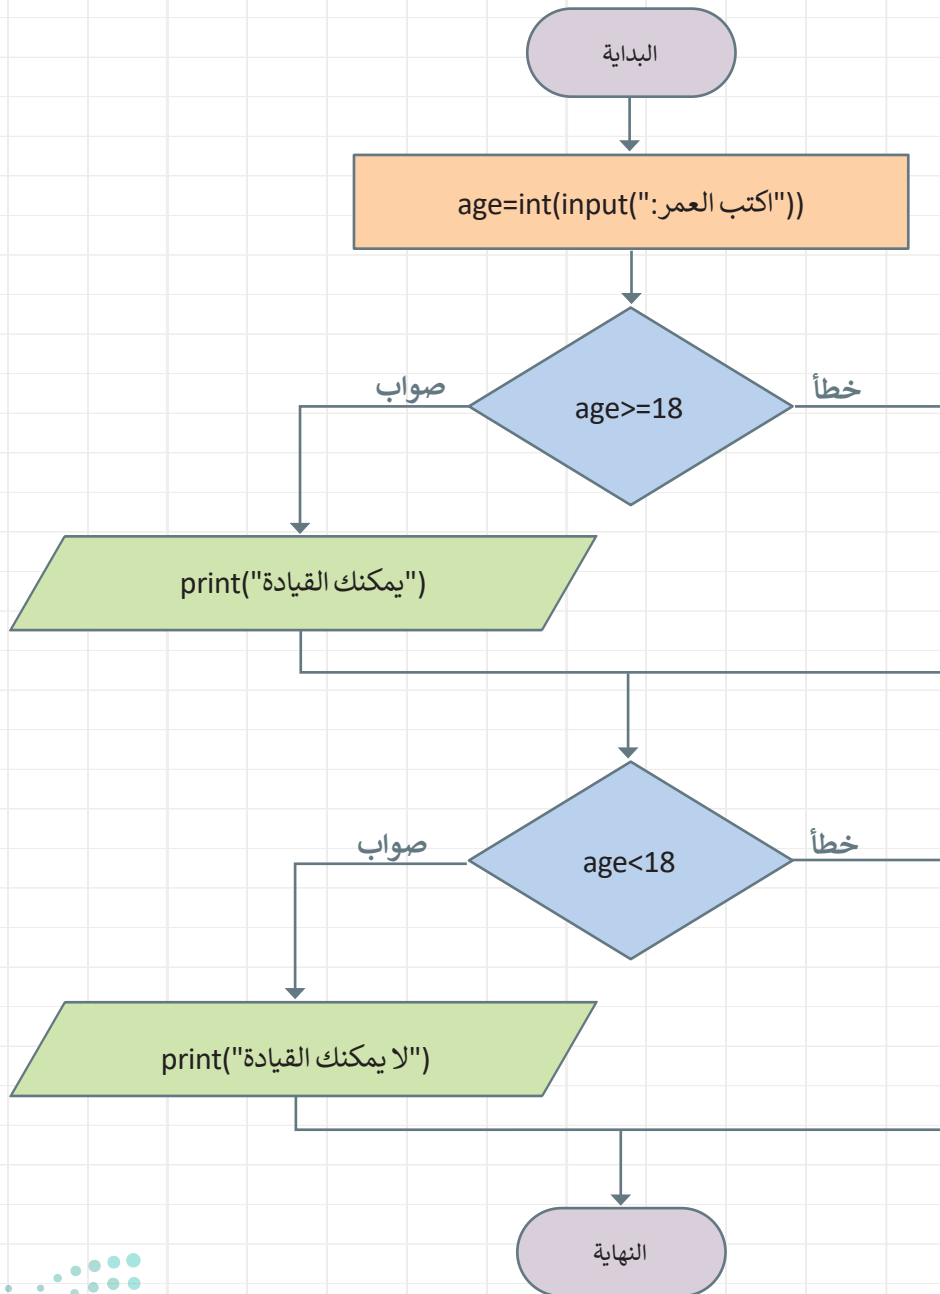 البداية
age=int(input("اكتب العمر:"))
age>=18
صواب
خطأ
print("يمكنك القيادة")
age<18
صواب
خطأ
print("لا يمكنك القيادة")
النهاية